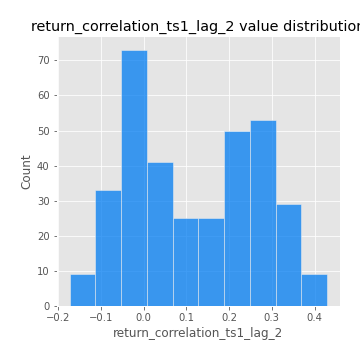 return_correlation_ts1_lag_2 value distribution
70
60
50
40
30
20
10
0
Count
−0.2 −0.1 0.0 0.1 0.2 0.3 0.4
return_correlation_ts1_lag_2